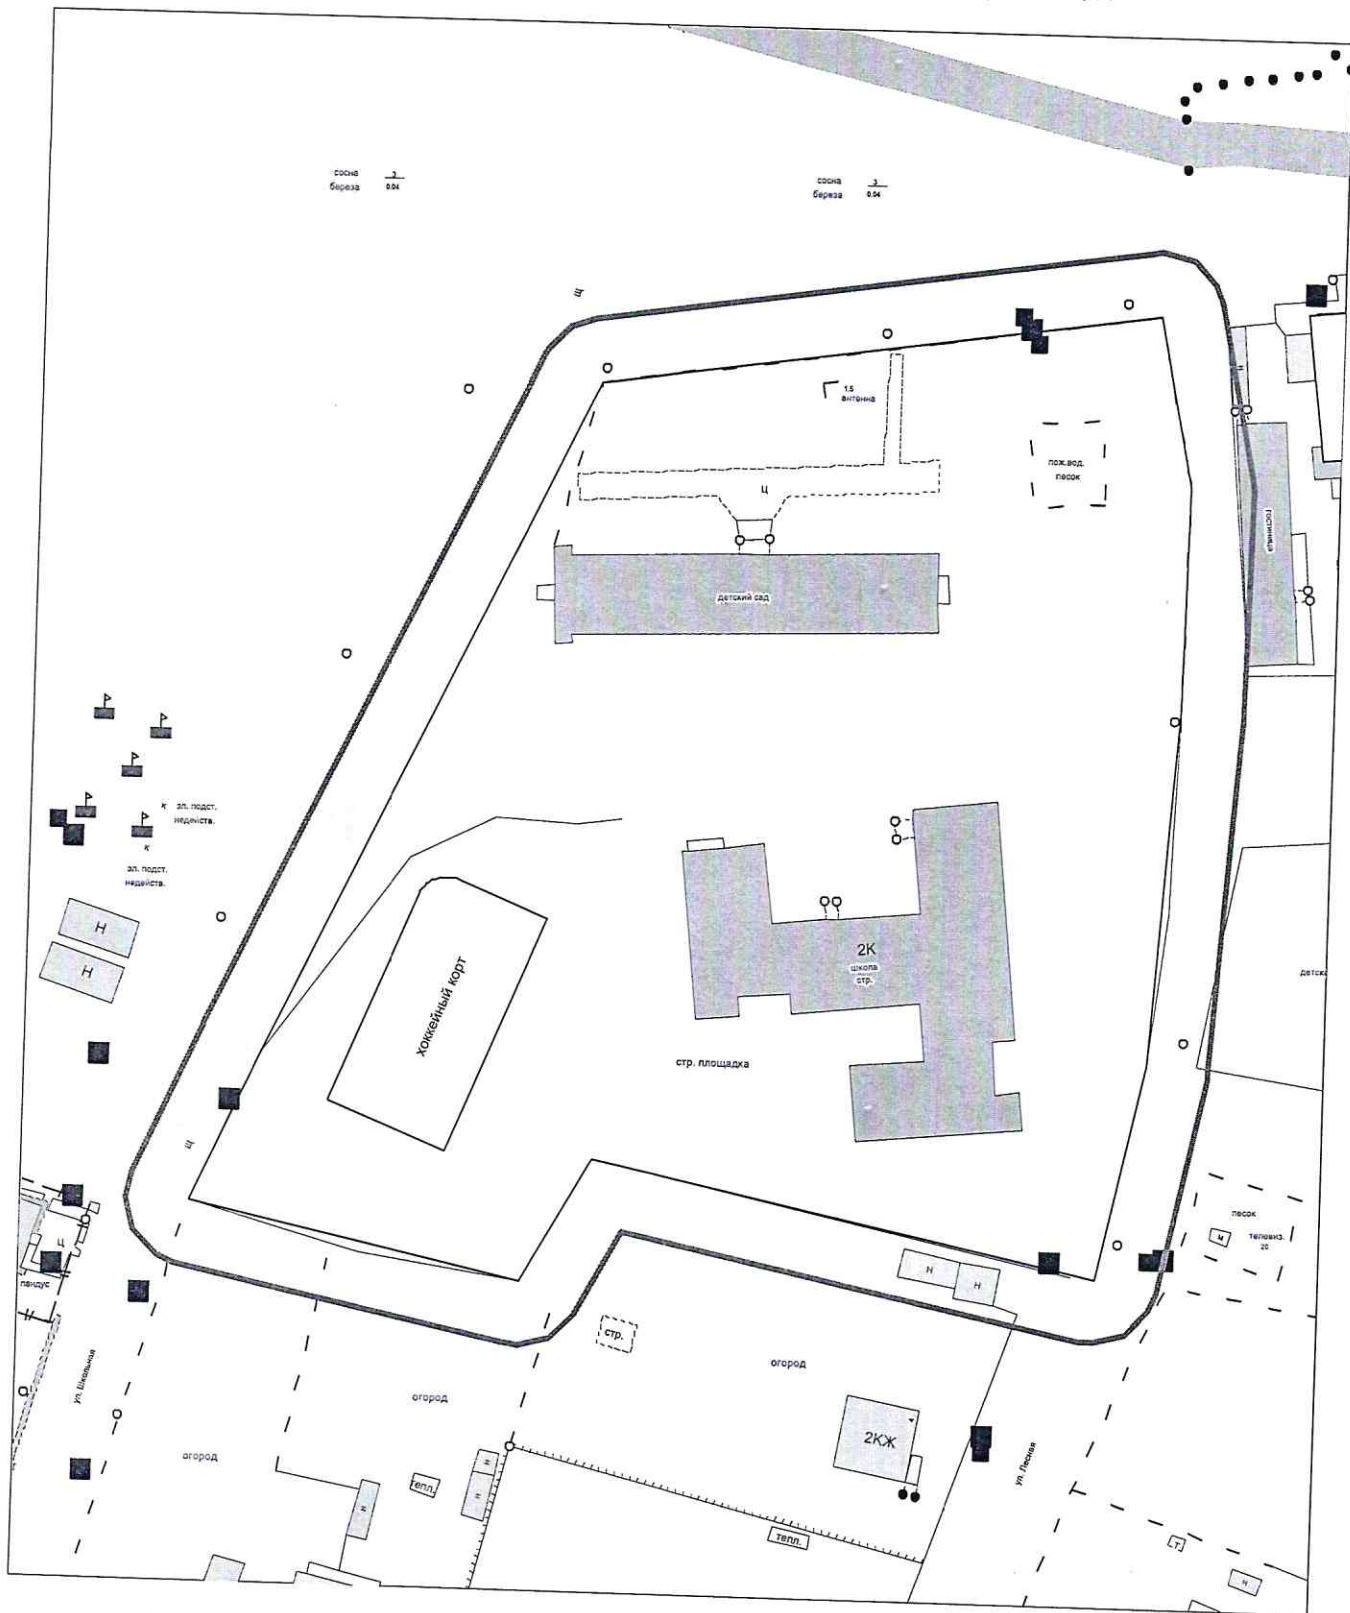 сосна 3
береза 0.04
сосна 3
береза 0.04
Щ
1.5
антенна
пож.вод.
песок
Н
Ц
гостиница
детский сад
К эл. подст.
недейств.
К
эл. подст.
недейств.
Н
Н
хоккейный корт
2К
школа
стр.
стр. площадка
детск
Щ
песок
М
телевиз.
20
Ц
пандус
Н
Н
стр.
ул. Школьная
огород
огород
огород
2КЖ
ул. Лесная
Н
Н
Н
тепл.
тепл.
Т.
Н